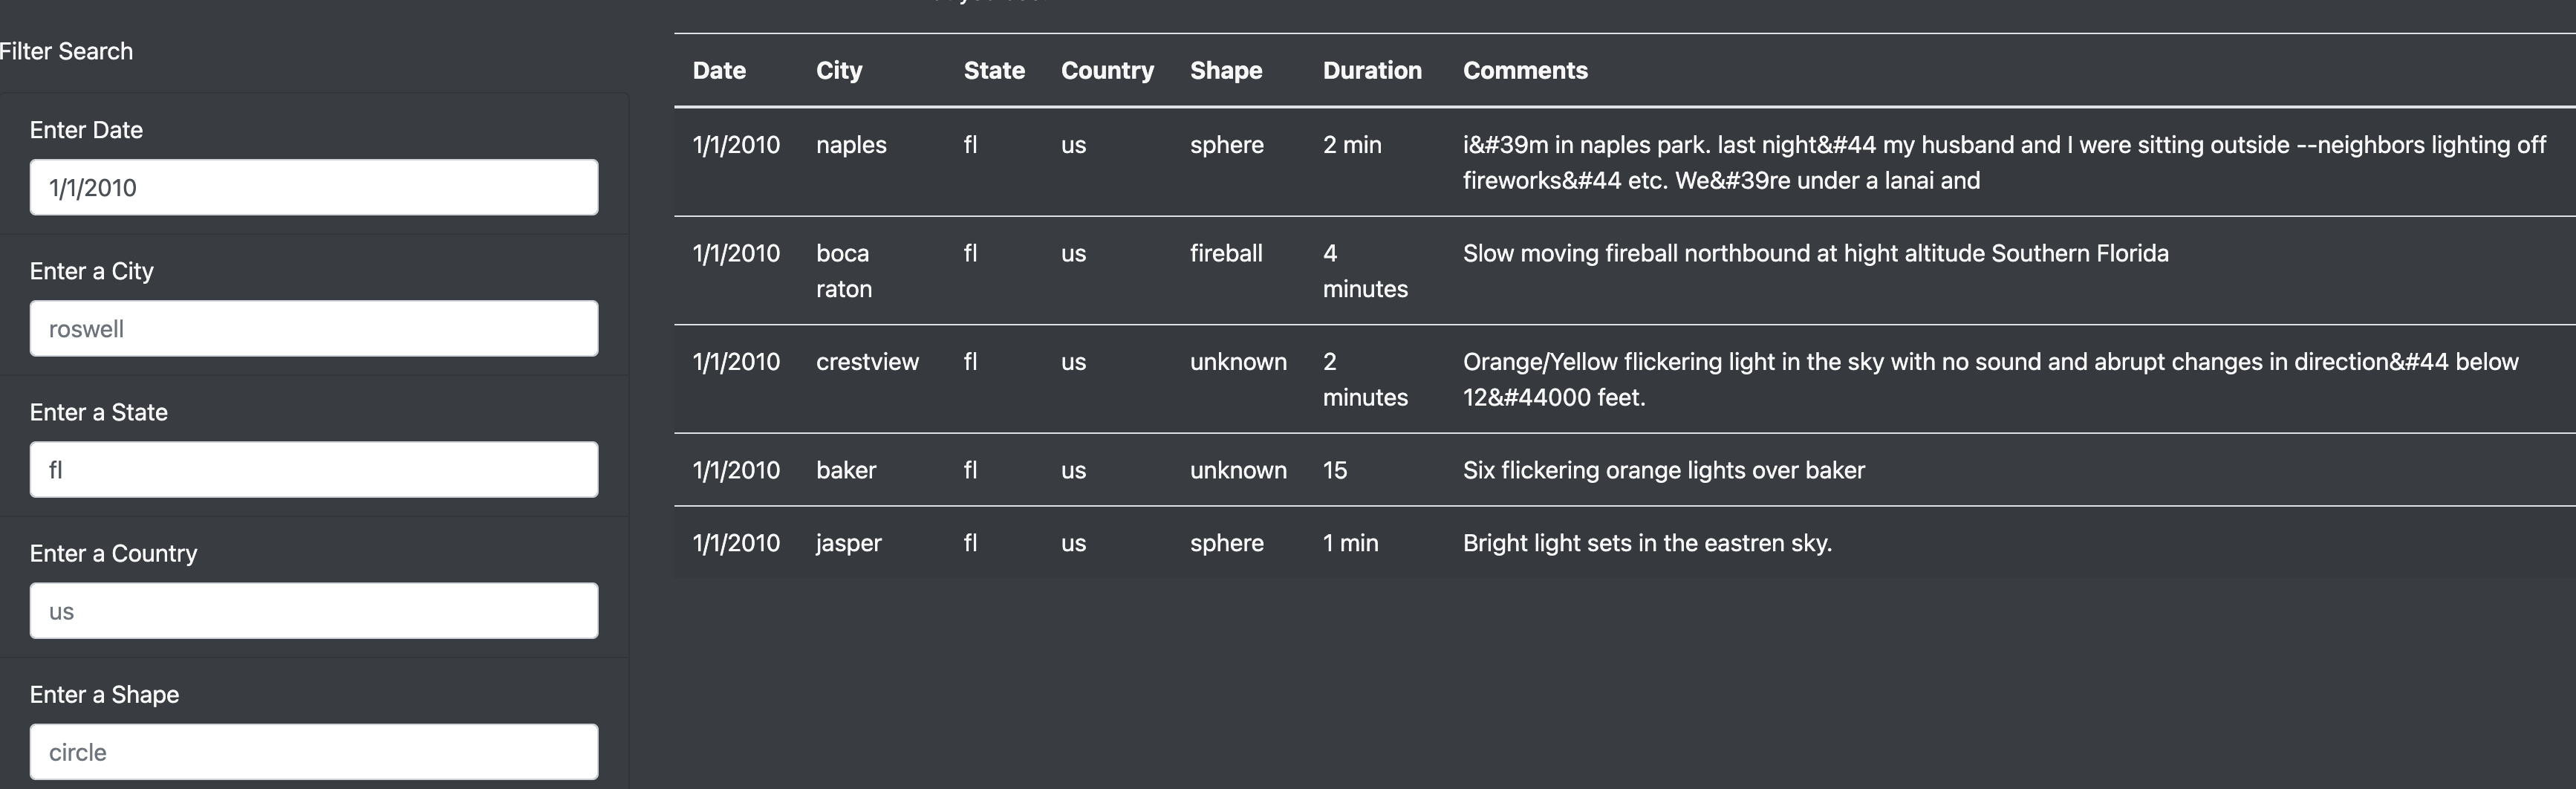 Filter Search
Enter Date
1/1/2010
Enter a City
roswell
Enter a State
fl
Enter a Country
us
Enter a Shape
circle
Date City State Country Shape Duration Comments
1/1/2010 naples fl us sphere 2 min i&#39m in naples park. last night&#44 my husband and I were sitting outside --neighbors lighting off
fireworks&#44 etc. We&#39re under a lanai and
1/1/2010 boca fl us fireball 4 Slow moving fireball northbound at hight altitude Southern Florida
raton minutes
1/1/2010 crestview fl us unknown 2 Orange/Yellow flickering light in the sky with no sound and abrupt changes in direction&#44 below
minutes 12&#44000 feet.
1/1/2010 baker fl us unknown 15 Six flickering orange lights over baker
1/1/2010 jasper fl us sphere 1 min Bright light sets in the eastren sky.